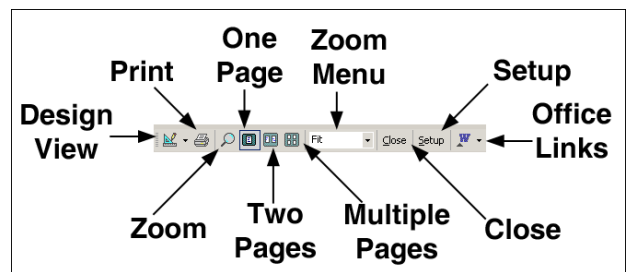 One
Page
Zoom
Menu
Print
Setup
Design
View
Office
Links
Fit
Close
Setup
W
Zoom
Two
Pages
Multiple
Pages
Close